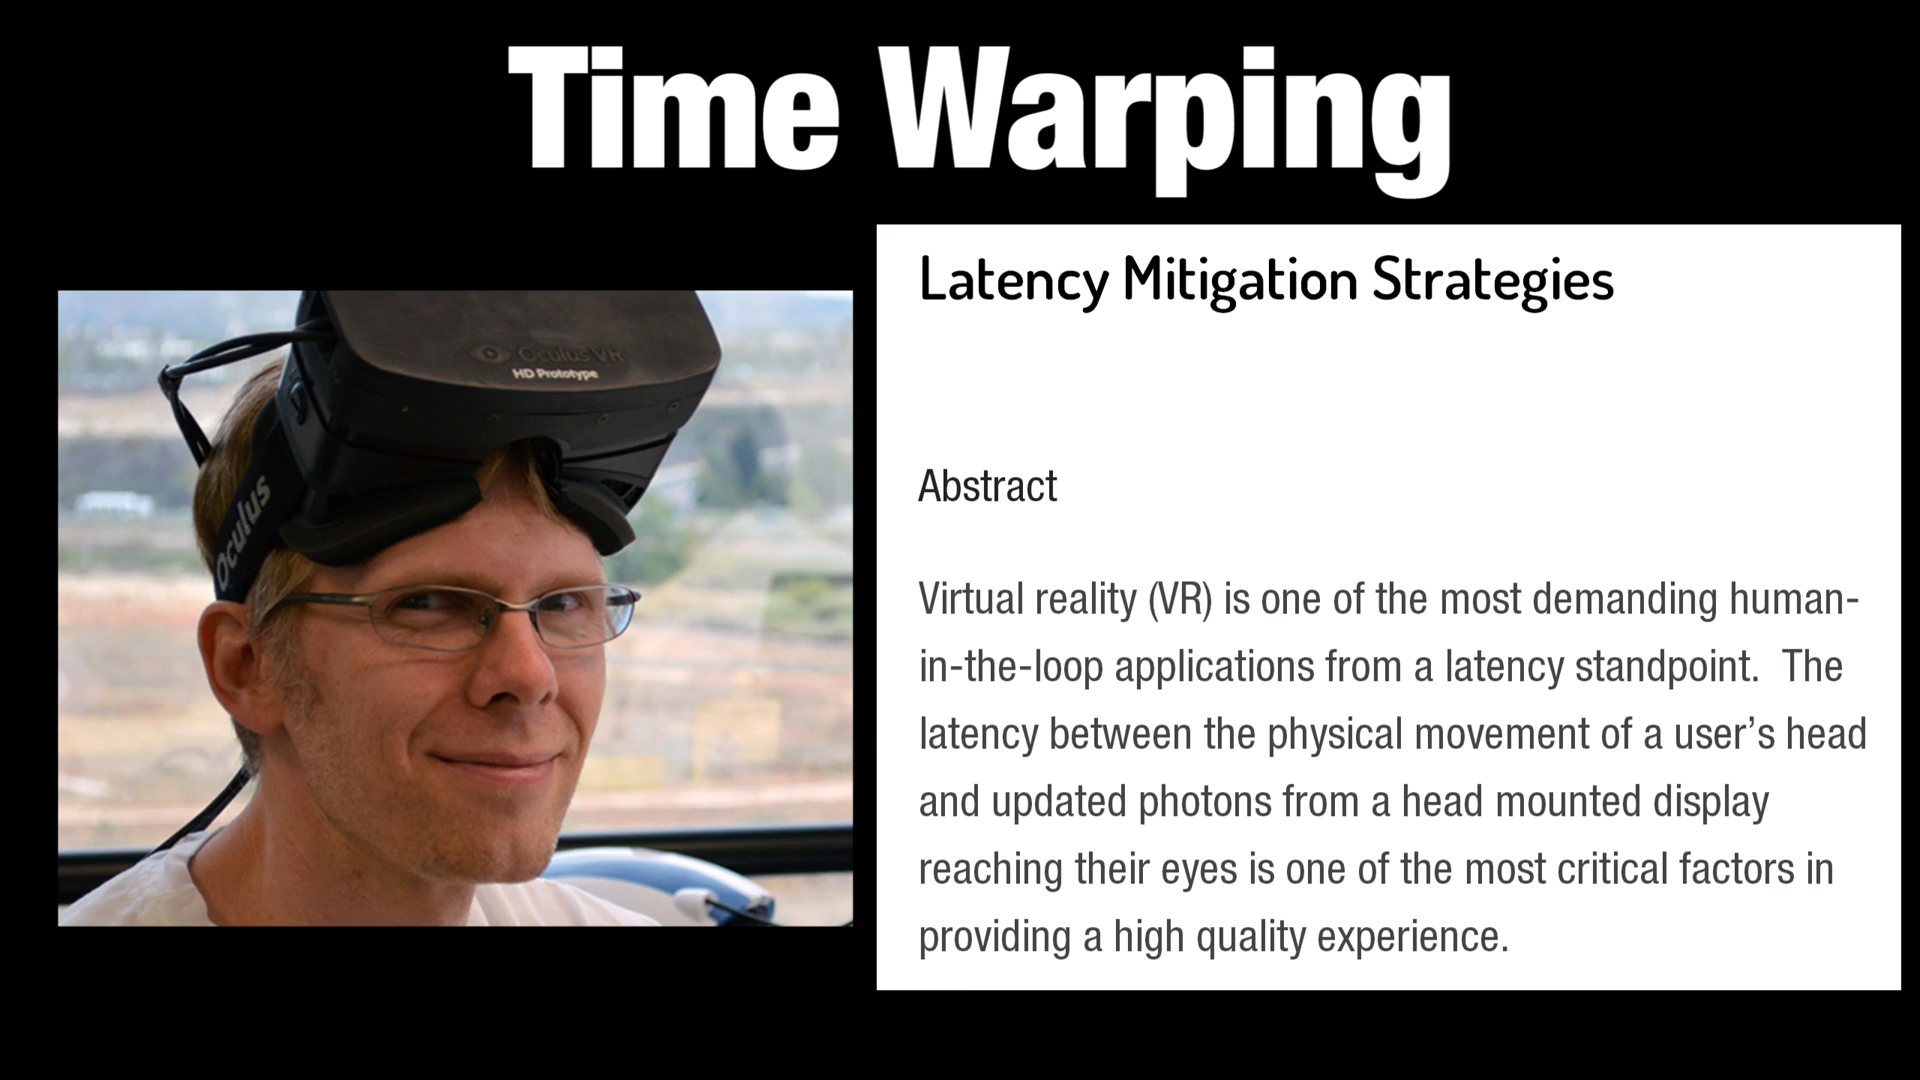 Time Warping
Latency Mitigation Strategies
Oculus VR
HD Prototype
Oculus
Abstract
Virtual reality (VR) is one of the most demanding human-
in-the-loop applications from a latency standpoint.  The
latency between the physical movement of a user’s head
and updated photons from a head mounted display
reaching their eyes is one of the most critical factors in
providing a high quality experience.